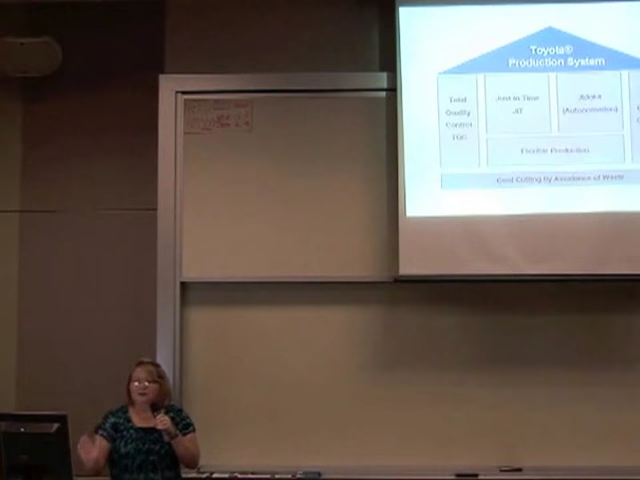 Toyota®
Production System
Total
Quality
Control
TQC
Just in Time
JIT
(Autonomation)
Flexible Production
Cost Cutting by Avoidance of Waste